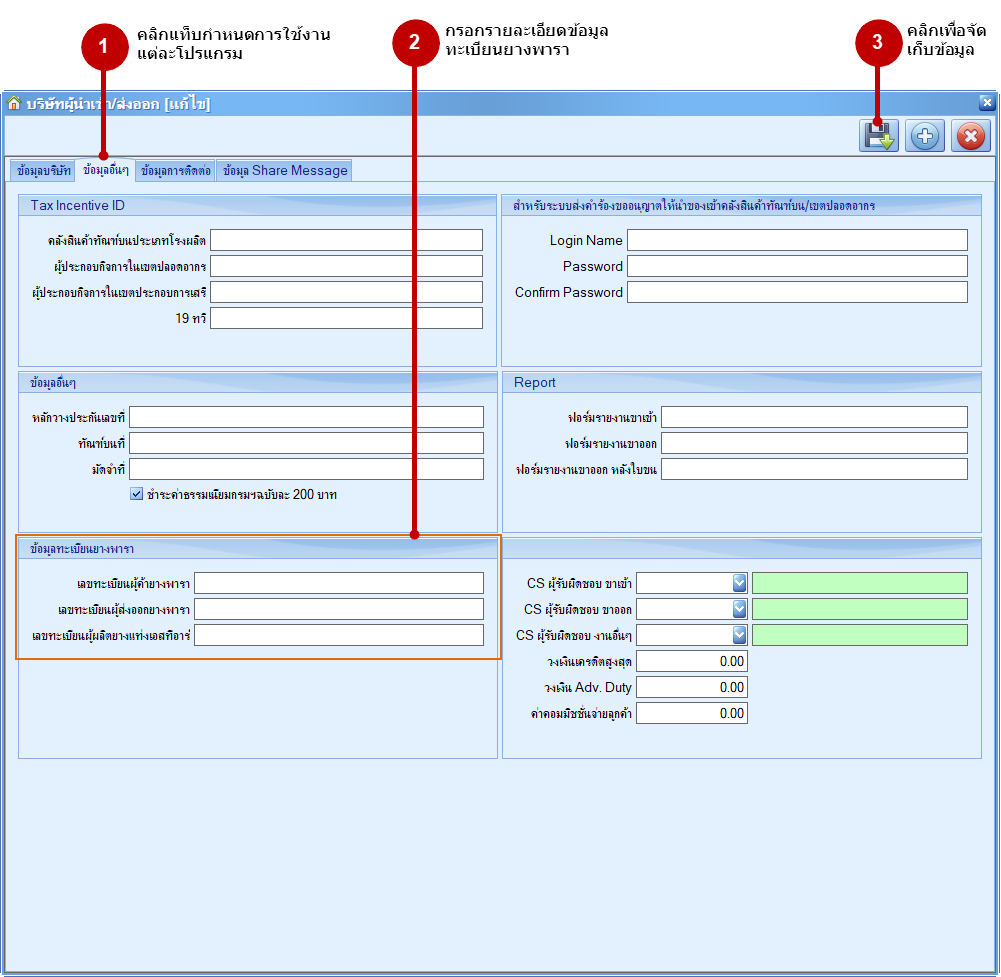 1
คลิกแท็บกำหนดการใช้งาน
แต่ละโปรแกรม
2
กรอกรายละเอียดข้อมูล
ทะเบียนยางพารา
3
คลิกเพื่อจัด
เก็บข้อมูล
บริษัทผู้นำเข้า/ส่งออก [แก้ไข]
ข้อมูลบริษัท ข้อมูลอื่นๆ ข้อมูลการติดต่อ ข้อมูล Share Message
Tax Incentive ID
คลังสินค้าทัณฑ์บนประเภทโรงผลิต
ผู้ประกอบกิจการในเขตปลอดอากร
ผู้ประกอบกิจการในเขตประกอบการเสรี
19 ทวิ
สำหรับระบบส่งคำร้องขออนุญาตให้นำของเข้าคลังสินค้าทัณฑ์บน/เขตปลอดอากร
Login Name
Password
Confirm Password
ข้อมูลอื่นๆ
หลักวางประกันเลขที่
ทัณฑ์บนที่
มัดจำที่
ชำระค่าธรรมเนียมกรมฯฉบับละ 200 บาท
Report
ฟอร์มรายงานขาเข้า
ฟอร์มรายงานขาออก
ฟอร์มรายงานขาออก หลังใบขน
ข้อมูลทะเบียนยางพารา
เลขทะเบียนผู้ค้ายางพารา
เลขทะเบียนผู้ส่งออกยางพารา
เลขทะเบียนผู้ผลิตยางแท่งเอสทีอาร์
CS ผู้รับผิดชอบ ขาเข้า
CS ผู้รับผิดชอบ ขาออก
CS ผู้รับผิดชอบ งานอื่นๆ
วงเงินเครดิตสูงสุด 0.00
วงเงิน Adv. Duty 0.00
ค่าคอมมิชชั่นจ่ายลูกค้า 0.00